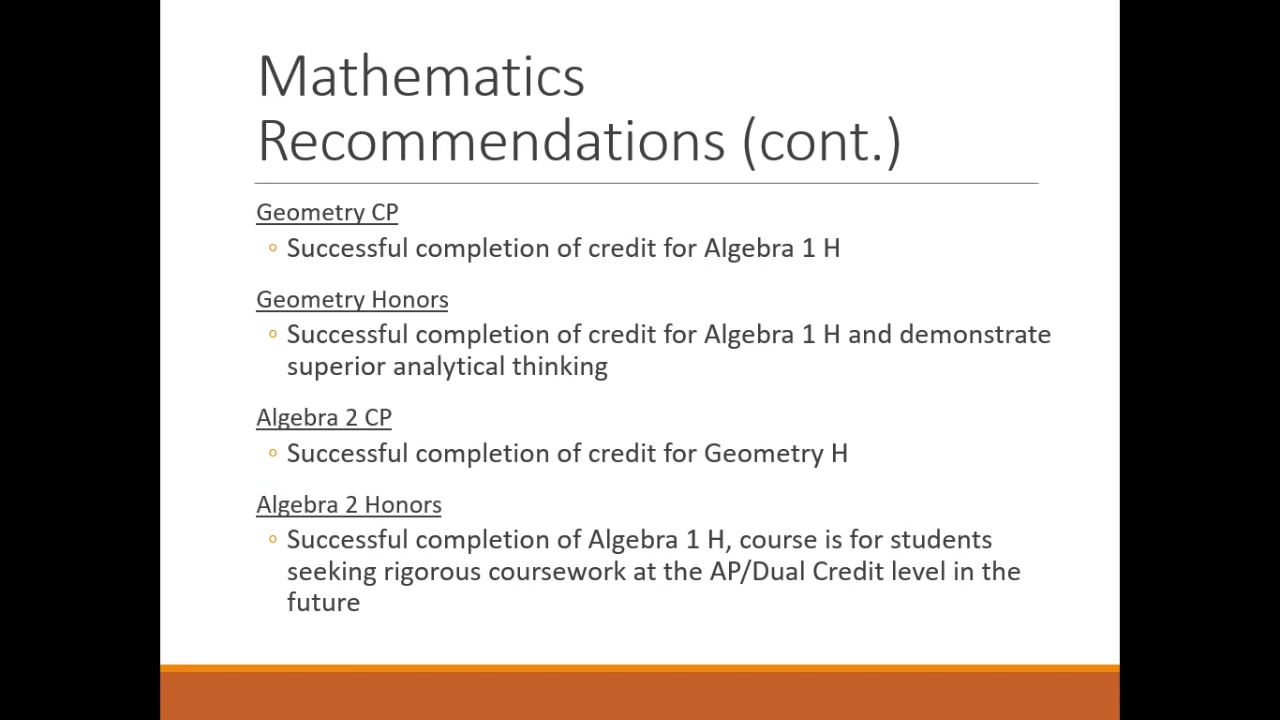 Mathematics
Recommendations (cont.)
Geometry CP
◦ Successful completion of credit for Algebra 1 H
Geometry Honors
◦ Successful completion of credit for Algebra 1 H and demonstrate
superior analytical thinking
Algebra 2 CP
◦ Successful completion of credit for Geometry H
Algebra 2 Honors
◦ Successful completion of Algebra 1 H, course is for students
seeking rigorous coursework at the AP/Dual Credit level in the
future